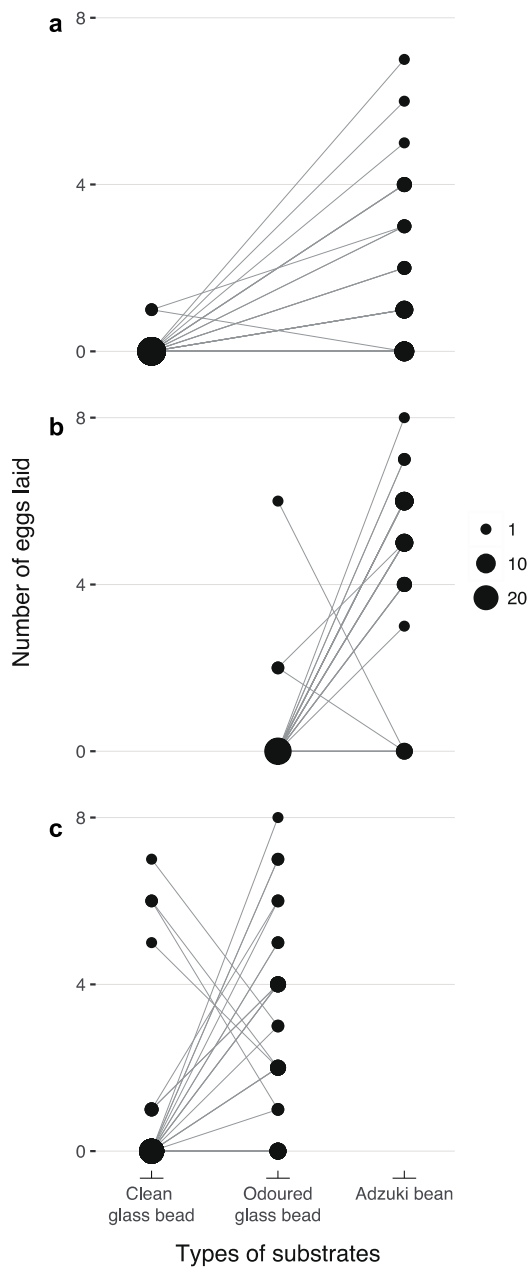 a
8
4
0
b
8
4
0
c
8
4
0
Number of eggs laid
1
10
20
Clean
glass bead
Odoured
glass bead
Adzuki bean
Types of substrates